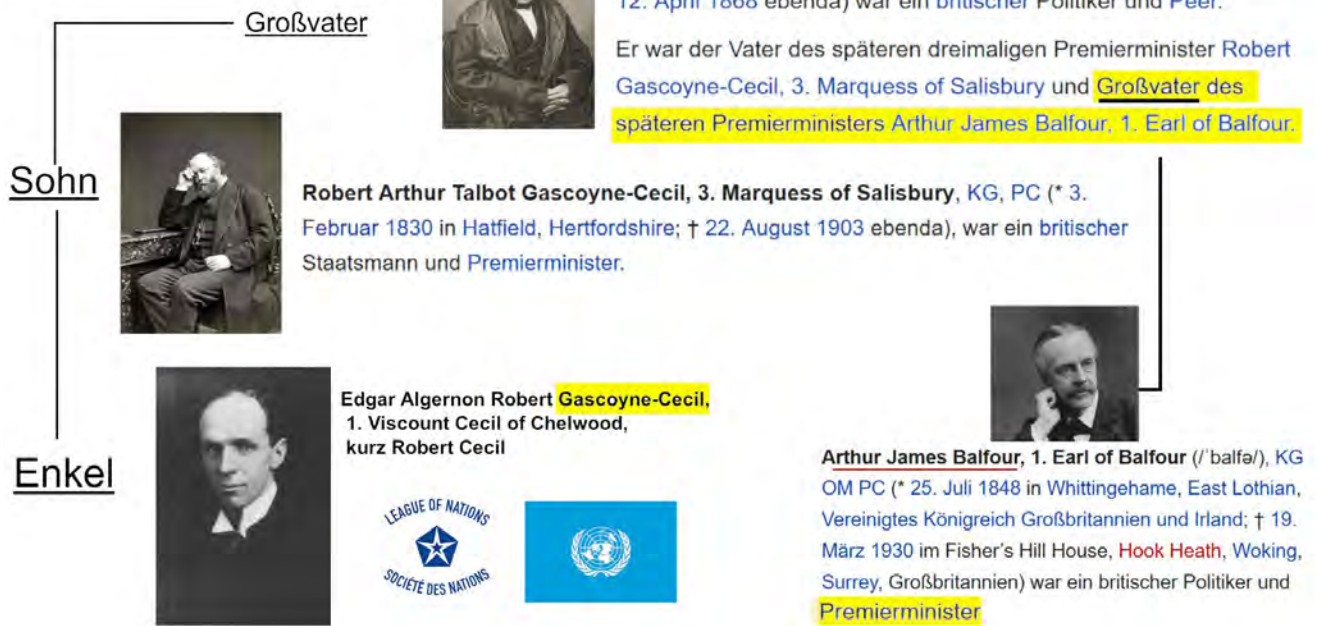 Großvater
12. April 1868 ebenda) war ein britischer Politiker und Peer.
Er war der Vater des späteren dreimaligen Premierminister Robert
Gascoyne-Cecil, 3. Marquess of Salisbury und Großvater des
späteren Premierministers Arthur James Balfour, 1. Earl of Balfour.
Sohn
Robert Arthur Talbot Gascoyne-Cecil, 3. Marquess of Salisbury, KG, PC (* 3.
Februar 1830 in Hatfield, Hertfordshire; † 22. August 1903 ebenda), war ein britischer
Staatsmann und Premierminister.
Enkel
Edgar Algernon Robert Gascoyne-Cecil,
1. Viscount Cecil of Chelwood,
kurz Robert Cecil
LEAGUE OF NATIONS
SOCIÉTÉ DES NATIONS
Arthur James Balfour, 1. Earl of Balfour (/ˈbalfə/), KG
OM PC (* 25. Juli 1848 in Whittingehame, East Lothian,
Vereinigtes Königreich Großbritannien und Irland; † 19.
März 1930 im Fisher's Hill House, Hook Heath, Woking,
Surrey, Großbritannien) war ein britischer Politiker und
Premierminister